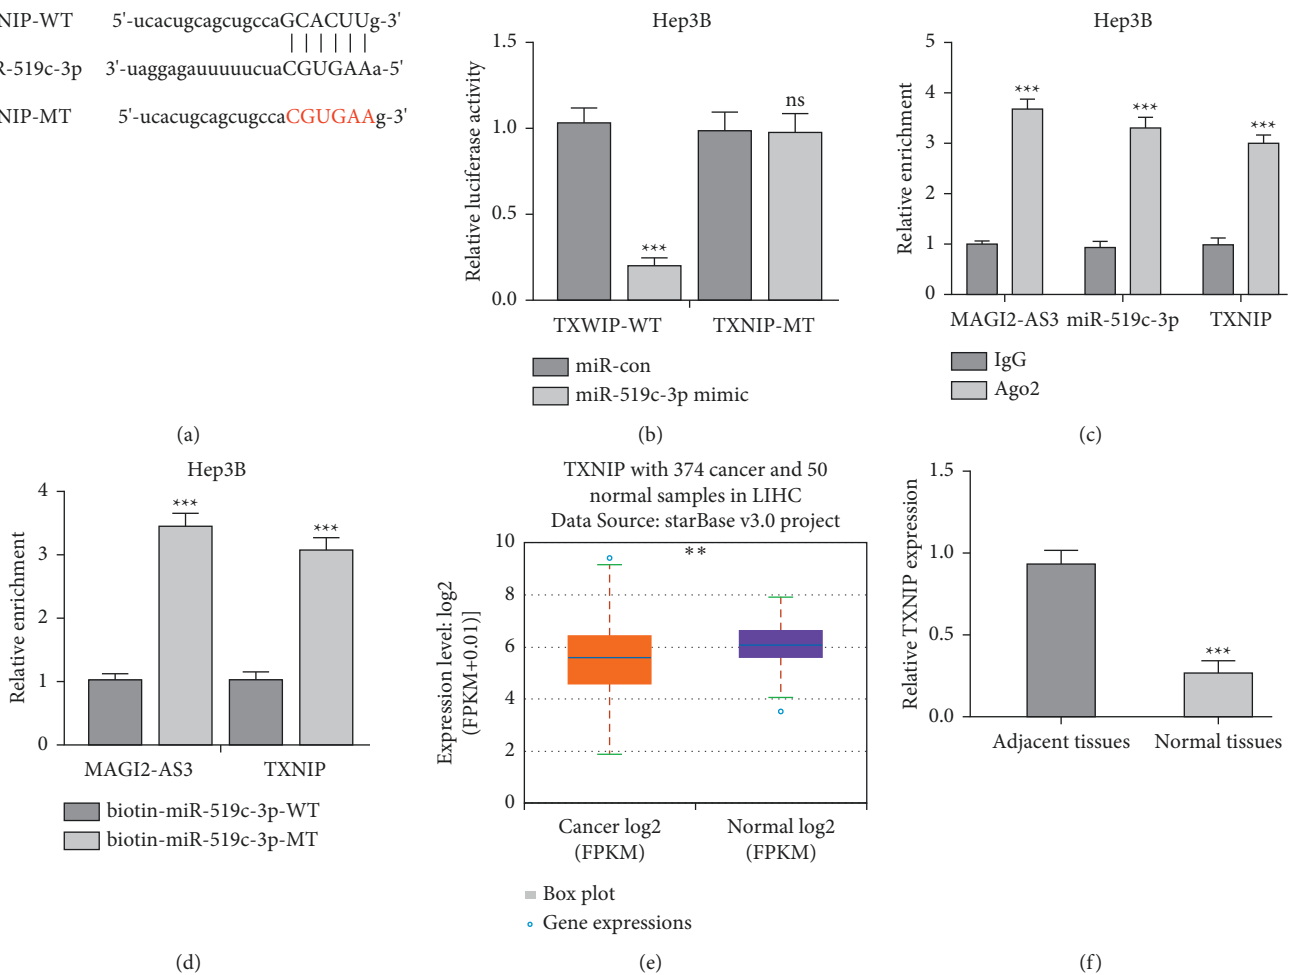 XNIP-WT 5'-ucacugcagcugccaGCACUUg-3'
R-519c-3p 3'-uaggagauuuuucuaCGUGAAa-5'
XNIP-MT 5'-ucacugcagcugccaCGUGAAg-3'
(a)
Hep3B
Relative luciferase activity
1.5
1.0
0.5
0.0
***
ns
TXWIP-WT TXNIP-MT
miR-con
miR-519c-3p mimic
(b)
Hep3B
Relative enrichment
5
4
3
2
1
0
***
***
***
MAGI2-AS3 miR-519c-3p TXNIP
IgG
Ago2
(c)
Hep3B
Relative enrichment
4
3
2
1
0
***
***
MAGI2-AS3 TXNIP
biotin-miR-519c-3p-WT
biotin-miR-519c-3p-MT
(d)
TXNIP with 374 cancer and 50
normal samples in LIHC
Data Source: starBase v3.0 project
Expression level: log2
(FPKM+0.01)]
10
8
6
4
2
0
**
Cancer log2
(FPKM)
Normal log2
(FPKM)
Box plot
Gene expressions
(e)
Relative TXNIP expression
1.5
1.0
0.5
0.0
***
Adjacent tissues Normal tissues
(f)